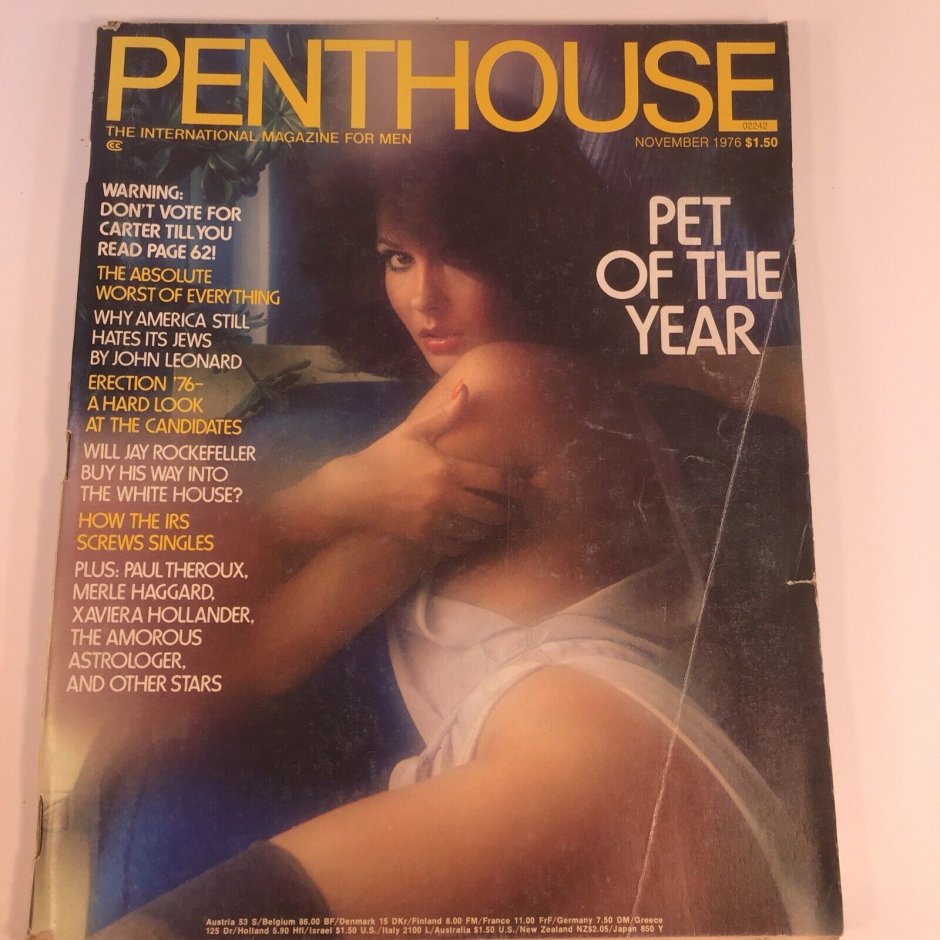 PENTHOUSE
02242
THE INTERNATIONAL MAGAZINE FOR MEN
NOVEMBER 1976 $1.50
WARNING:
DON'T VOTE FOR
CARTER TILL YOU
READ PAGE 62!
THE ABSOLUTE
WORST OF EVERYTHING
WHY AMERICA STILL
HATES ITS JEWS
BY JOHN LEONARD
ERECTION '76–
A HARD LOOK
AT THE CANDIDATES
WILL JAY ROCKEFELLER
BUY HIS WAY INTO
THE WHITE HOUSE?
HOW THE IRS
SCREWS SINGLES
PLUS: PAUL THEROUX,
MERLE HAGGARD,
XAVIERA HOLLANDER,
THE AMOROUS
ASTROLOGER,
AND OTHER STARS
PET
OF THE
YEAR
Austria 53 S/Belgium 86.00 BF/Denmark 15 DKr/Finland 8.00 FM/France 11.00 FrF/Germany 7.50 DM/Greece
125 Dr/Holland 5.90 Hfl/Israel $1.50 U.S./Italy 2100 L/Australia $1.50 U.S./New Zealand NZ$2.05/Japan 850 Y